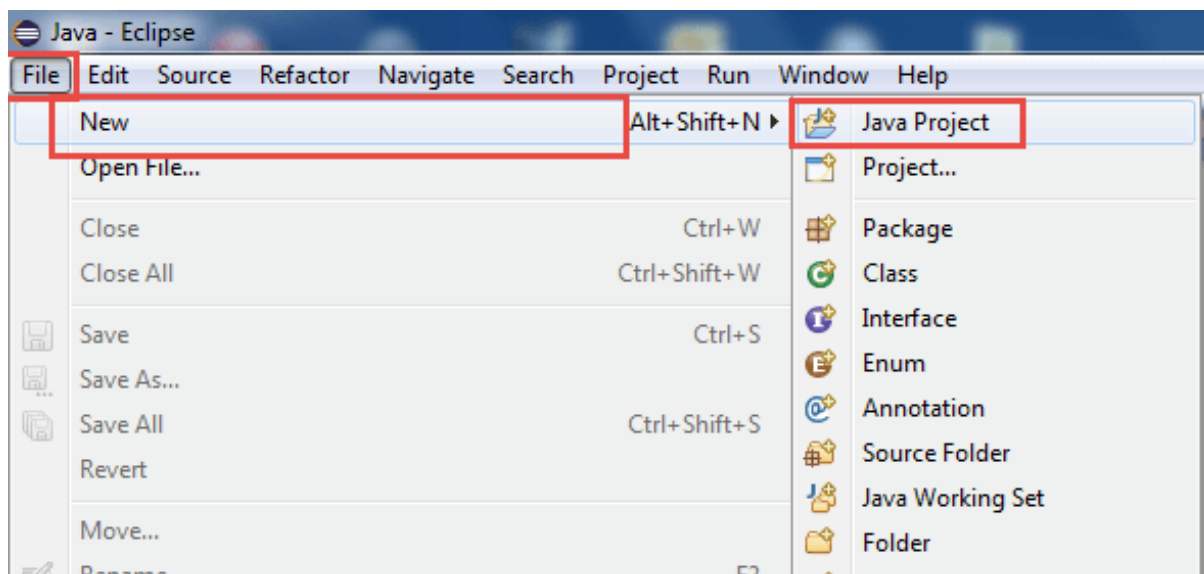 Java - Eclipse
File Edit Source Refactor Navigate Search Project Run Window Help
New Alt+Shift+N
Open File...
Close Ctrl+W
Close All Ctrl+Shift+W
Save Ctrl+S
Save As...
Save All Ctrl+Shift+S
Revert
Move...
Java Project
Project...
Package
Class
Interface
Enum
Annotation
Source Folder
Java Working Set
Folder